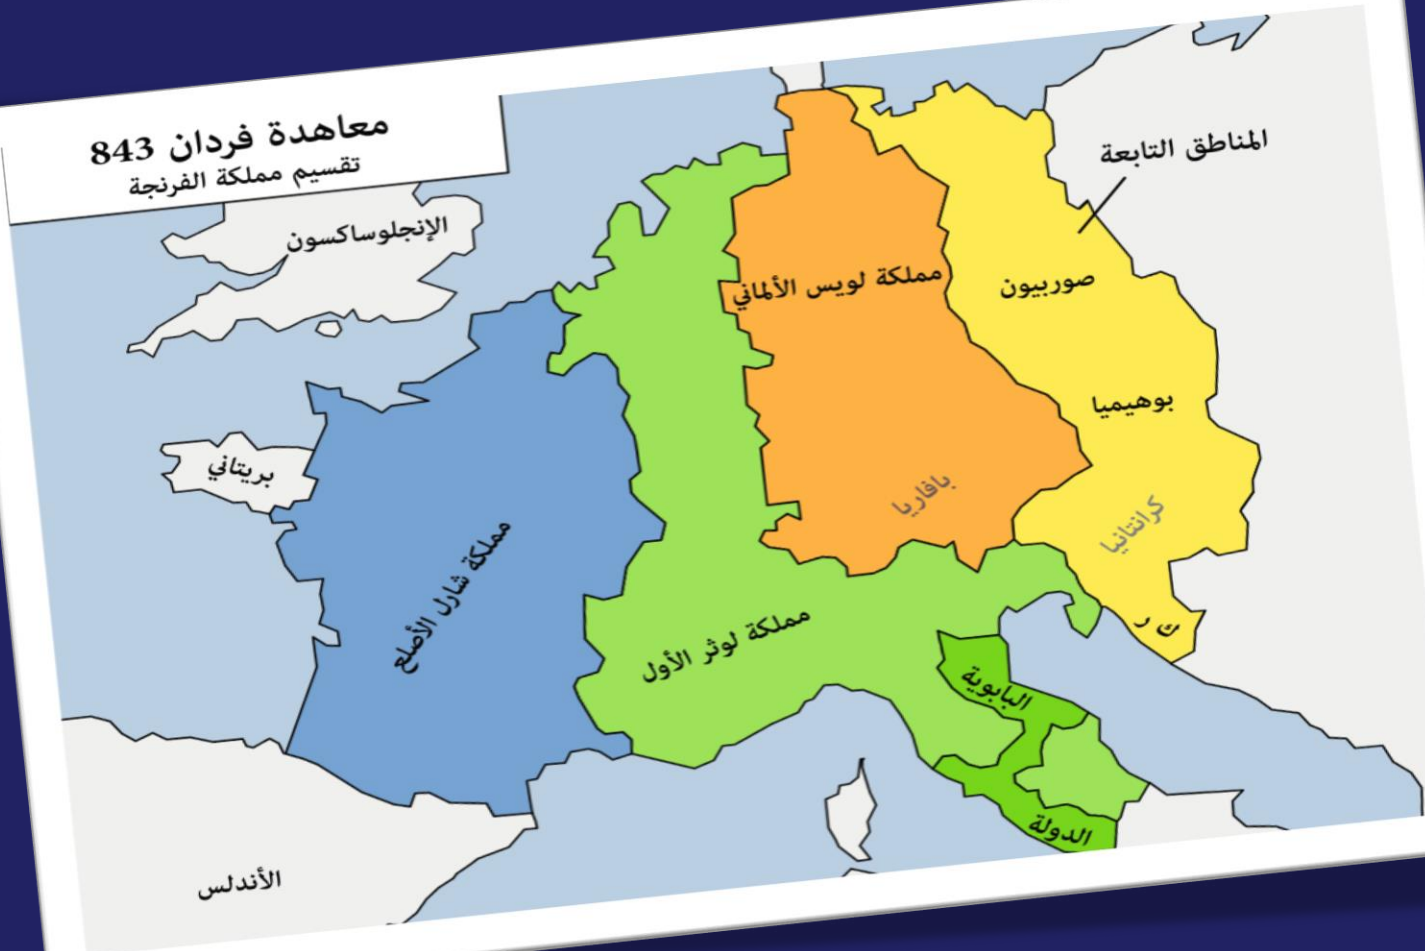 معاهدة فردان 843
تقسيم مملكة الفرنجة
المناطق التابعة
الإنجلوساكسون
مملكة لويس الألماني
صوربيون
بوهيميا
بريتاني
بافاريا
كرانتانيا
مملكة شارل الأصلع
مملكة لوثر الأول
ك ر
البابوية
الدولة
الأندلس